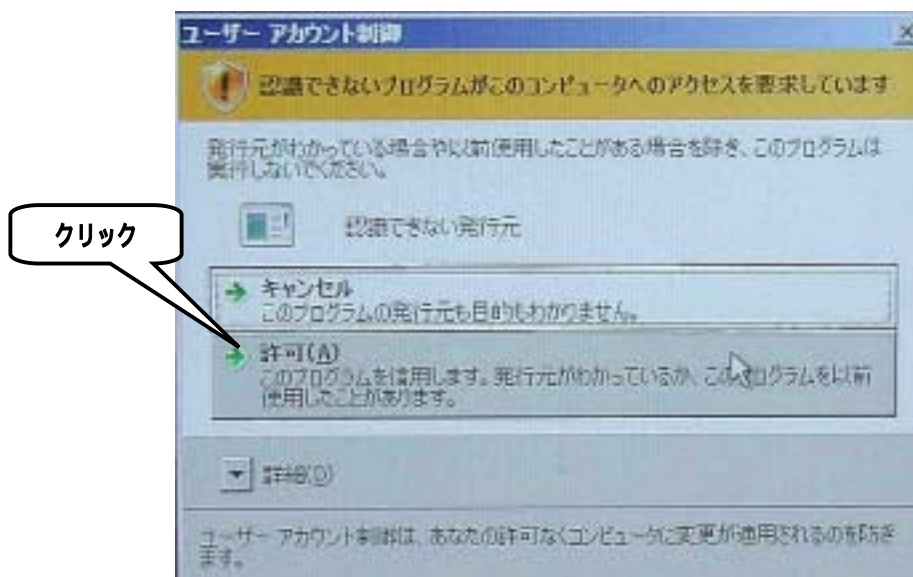 ユーザー アカウント制御
認識できないプログラムがこのコンピュータへのアクセスを要求しています
発行元がわかっている場合や以前使用したことがある場合を除き、このプログラムは
実行しないでください。
認識できない発行元
クリック
キャンセル
このプログラムの発行元も目的もわかりません。
許可(A)
このプログラムを信用します。発行元がわかっているか、このプログラムを以前
使用したことがあります。
詳細(D)
ユーザー アカウント制御は、あなたの許可なくコンピュータに変更が適用されるのを防ぎ
ます。